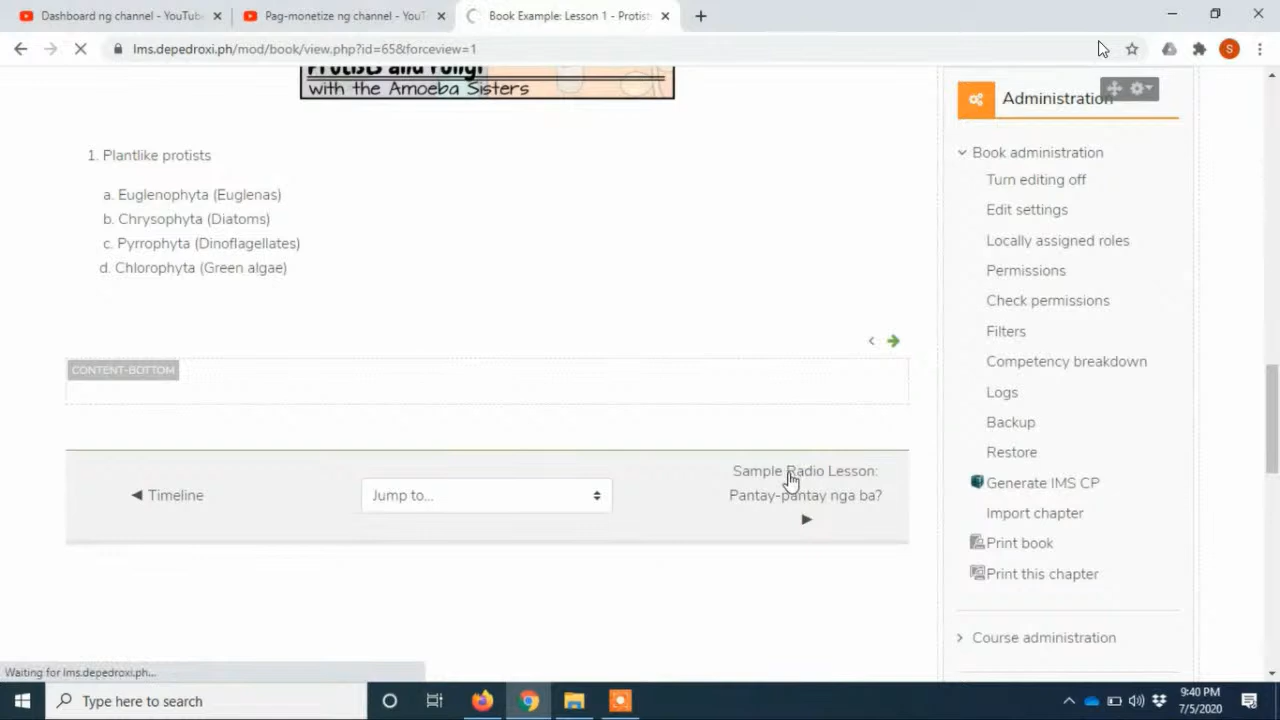 Dashboard ng channel - YouTube
Pag-monetize ng channel - YouT
Book Example: Lesson 1 - Protist
lms.depedroxi.ph/mod/book/view.php?id=65&forceview=1
S
Protists and Fungi
with the Amoeba Sisters
1. Plantlike protists
a. Euglenophyta (Euglenas)
b. Chrysophyta (Diatoms)
c. Pyrrophyta (Dinoflagellates)
d. Chlorophyta (Green algae)
CONTENT-BOTTOM
◀ Timeline
Jump to...
Sample Radio Lesson:
Pantay-pantay nga ba?
▶
Administration
Book administration
Turn editing off
Edit settings
Locally assigned roles
Permissions
Check permissions
Filters
Competency breakdown
Logs
Backup
Restore
Generate IMS CP
Import chapter
Print book
Print this chapter
Course administration
Waiting for lms.depedroxi.ph...
Type here to search
9:40 PM
7/5/2020